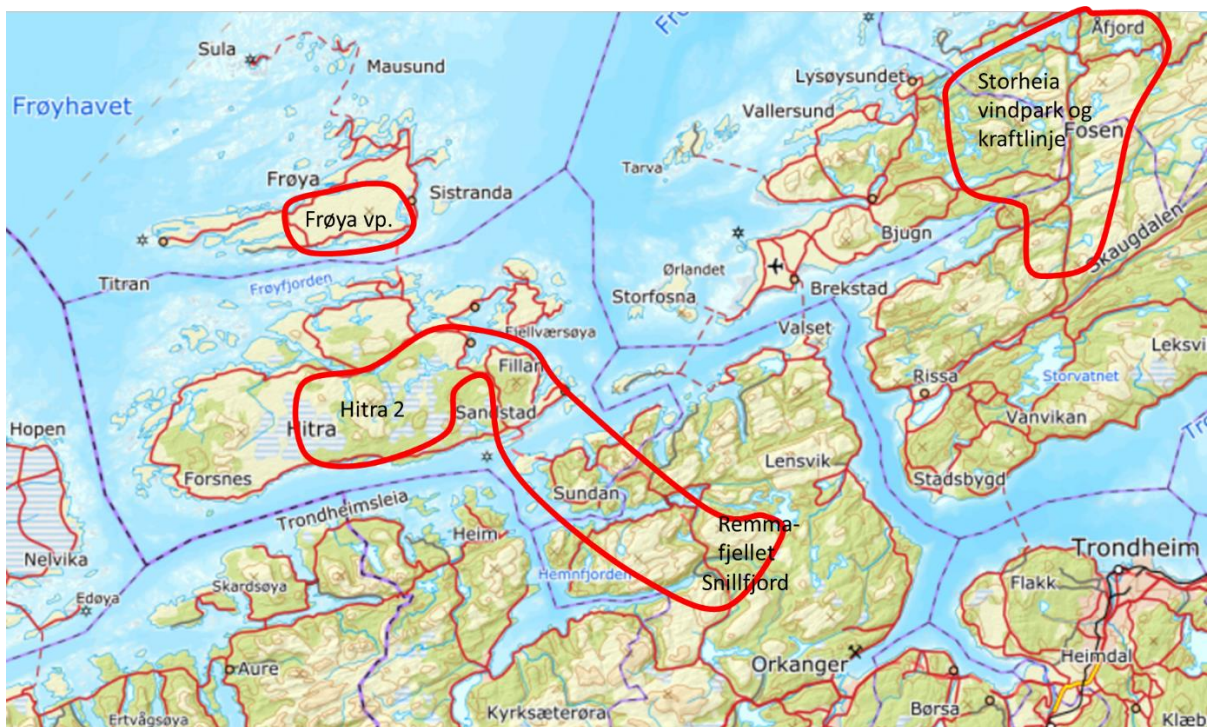 Frøyhavet
Sula
Mausund
Frøya
Sistranda
Frøya vp.
Titran
Frøyfjorden
Fjellværsøya
Fillan
Hitra 2
Hitra
Sandstad
Forsnes
Hopen
Nelvika
Edøya
Trondheimsleia
Skardsøya
Heim
Aure
Ertvågsøya
Kyrksæterøra
Hemnfjorden
Sundan
Lensvik
Remma-
fjellet
Snillfjord
Orkanger
Børsa
Heimdal
Klæb
Flakk
Trondheim
Stadsbygd
Vanvikan
Rissa
Storvatnet
Leksvi
Valset
Brekstad
Storfosna
Ørlandet
Bjugn
Tarva
Vallersund
Lysøysundet
Åfjord
Storheia
vindpark og
kraftlinje
Fosen
Skaugdalen